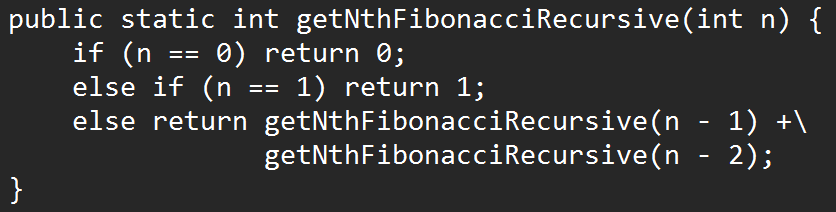 public static int getNthFibonacciRecursive(int n) {
    if (n == 0) return 0;
    else if (n == 1) return 1;
    else return getNthFibonacciRecursive(n - 1) +\
                getNthFibonacciRecursive(n - 2);
}